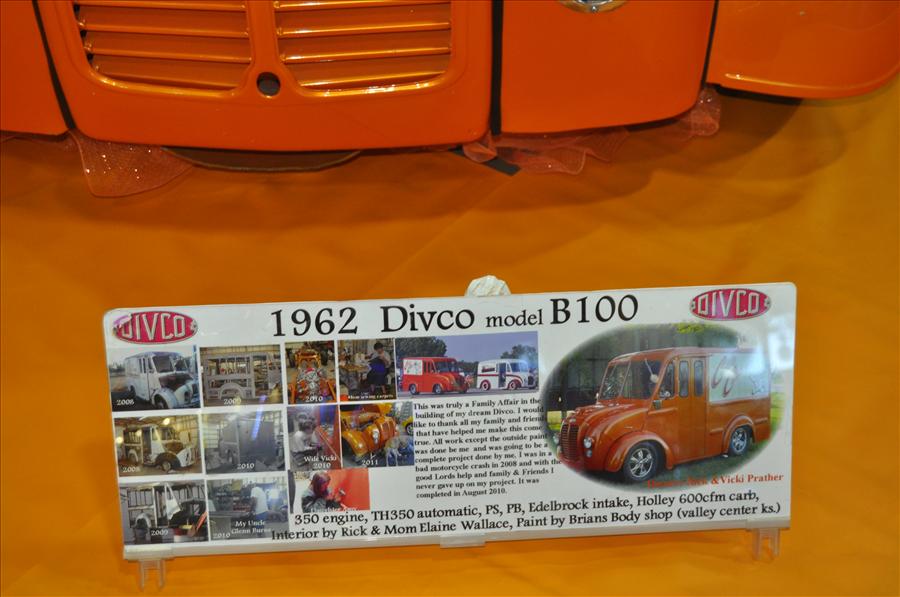 DIVCO
1962 Divco model B100
DIVCO
2008
2009
2010
Mom sewing carpets
2008
2010
Wife Vicki
2010
2011
2009
2010
My Uncle
Glenn Burns
This was truly a Family Affair in the
building of my dream Divco. I would
like to thank all my family and friends
that have helped me make this come
true. All work except the outside paint
was done be me and was going to be a
complete project done by me. I was in a
bad motorcycle crash in 2008 and with the
good Lords help and family & Friends I
never gave up on my project. It was
completed in August 2010.
Rick & Vicki Prather
350 engine, TH350 automatic, PS, PB, Edelbrock intake, Holley 600cfm carb,
Interior by Rick & Mom Elaine Wallace, Paint by Brians Body shop (valley center ks.)